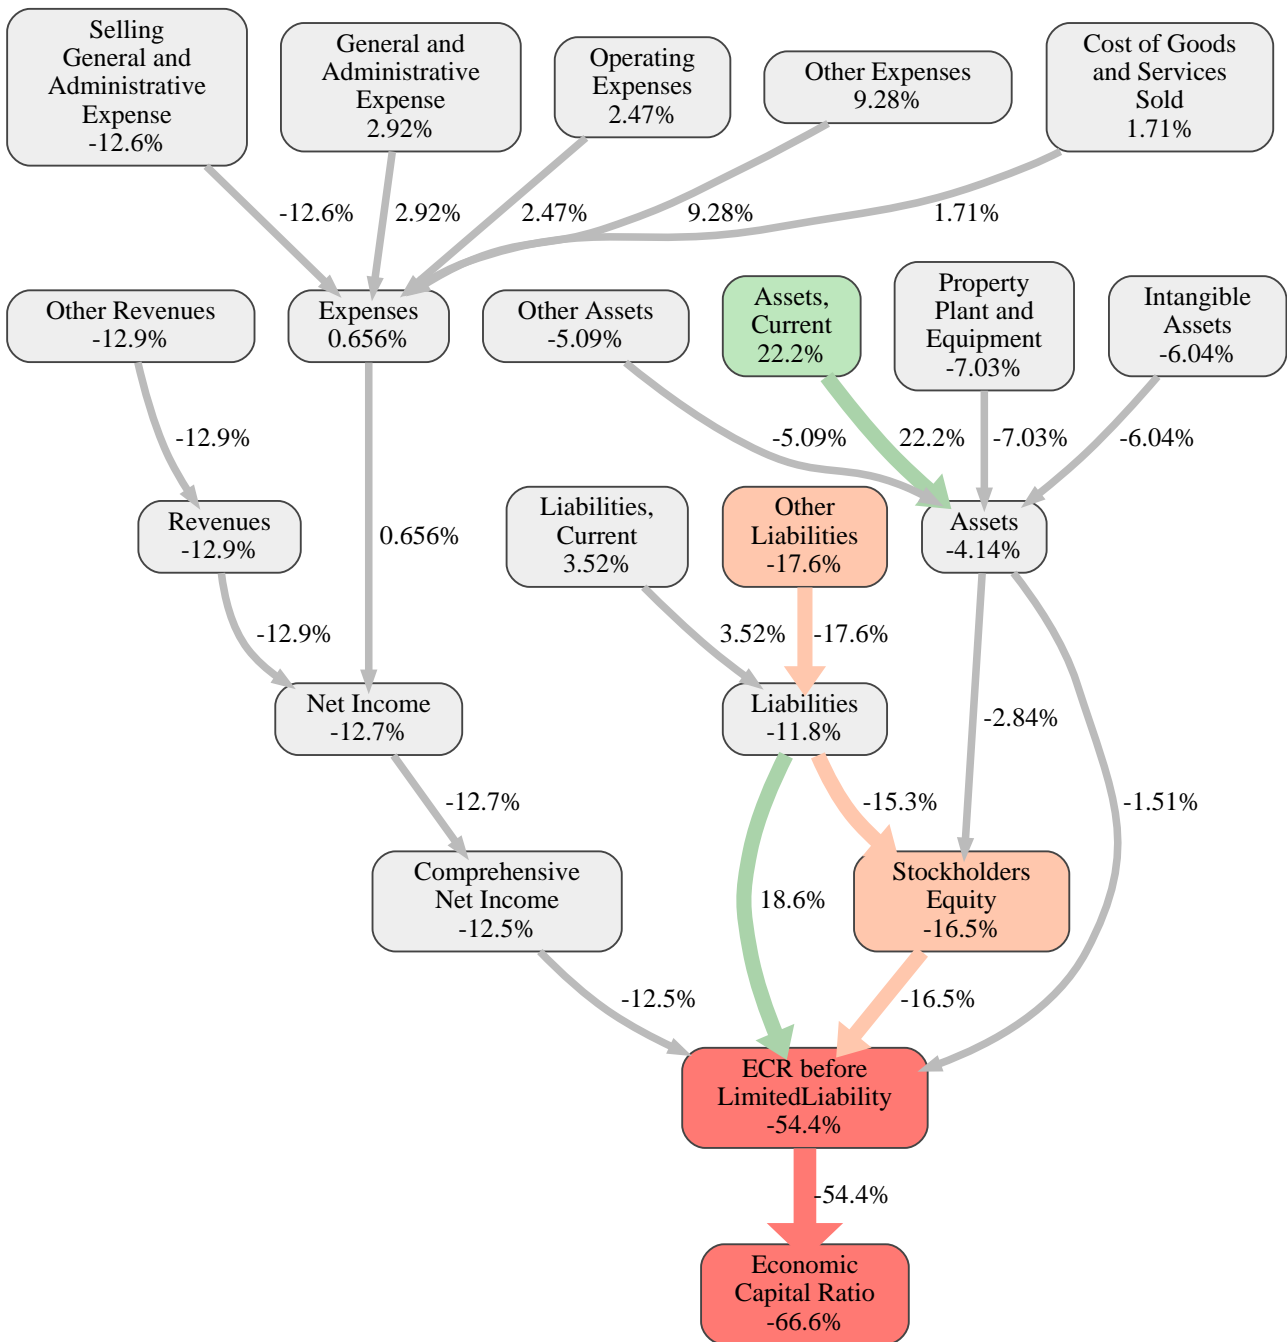 Selling
General and
Administrative
Expense
-12.6%
General and
Administrative
Expense
2.92%
Operating
Expenses
2.47%
Other Expenses
9.28%
Cost of Goods
and Services
Sold
1.71%
-12.6%
2.92%
2.47%
9.28%
1.71%
Other Revenues
-12.9%
Expenses
0.656%
Other Assets
-5.09%
Assets,
Current
22.2%
Property
Plant and
Equipment
-7.03%
Intangible
Assets
-6.04%
-12.9%
-5.09%
22.2%
-7.03%
-6.04%
Revenues
-12.9%
0.656%
Liabilities,
Current
3.52%
Other
Liabilities
-17.6%
Assets
-4.14%
-12.9%
3.52%
-17.6%
Net Income
-12.7%
Liabilities
-11.8%
-2.84%
-12.7%
-15.3%
-1.51%
Comprehensive
Net Income
-12.5%
18.6%
Stockholders
Equity
-16.5%
-12.5%
-16.5%
ECR before
LimitedLiability
-54.4%
-54.4%
Economic
Capital Ratio
-66.6%